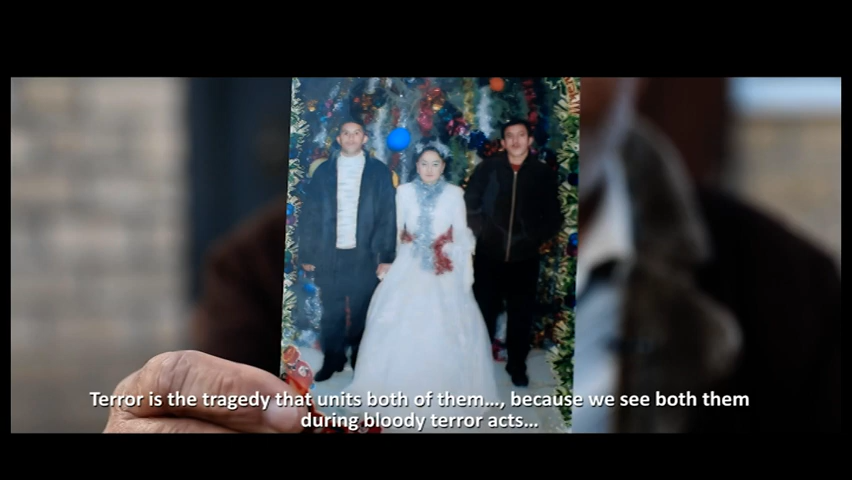 Terror is the tragedy that units both of them..., because we see both them
during bloody terror acts...